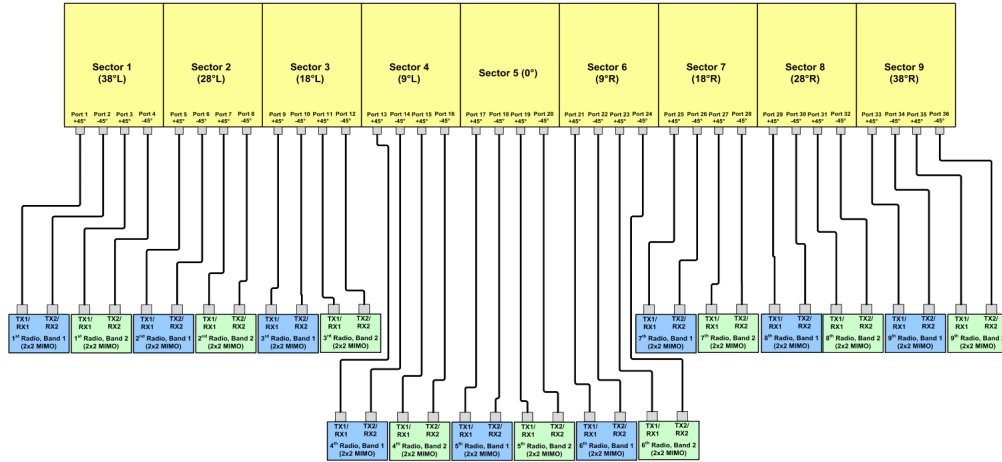 Sector 1
(38°L)
Sector 2
(28°L)
Sector 3
(18°L)
Sector 4
(9°L)
Sector 5 (0°)
Sector 6
(9°R)
Sector 7
(18°R)
Sector 8
(28°R)
Sector 9
(38°R)
Port 1 Port 2 Port 3 Port 4
+45° -45° +45° -45°
Port 5 Port 6 Port 7 Port 8
+45° -45° +45° -45°
Port 9 Port 10 Port 11 Port 12
+45° -45° +45° -45°
Port 13 Port 14 Port 15 Port 16
+45° -45° +45° -45°
Port 17 Port 18 Port 19 Port 20
+45° -45° +45° -45°
Port 21 Port 22 Port 23 Port 24
+45° -45° +45° -45°
Port 25 Port 26 Port 27 Port 28
+45° -45° +45° -45°
Port 29 Port 30 Port 31 Port 32
+45° -45° +45° -45°
Port 33 Port 34 Port 35 Port 36
+45° -45° +45° -45°
TX1/ TX2/
RX1 RX2
1st Radio, Band 1
(2x2 MIMO)
TX1/ TX2/
RX1 RX2
1st Radio, Band 2
(2x2 MIMO)
TX1/ TX2/
RX1 RX2
2nd Radio, Band 1
(2x2 MIMO)
TX1/ TX2/
RX1 RX2
2nd Radio, Band 2
(2x2 MIMO)
TX1/ TX2/
RX1 RX2
3rd Radio, Band 1
(2x2 MIMO)
TX1/ TX2/
RX1 RX2
3rd Radio, Band 2
(2x2 MIMO)
TX1/ TX2/
RX1 RX2
7th Radio, Band 1
(2x2 MIMO)
TX1/ TX2/
RX1 RX2
7th Radio, Band 2
(2x2 MIMO)
TX1/ TX2/
RX1 RX2
8th Radio, Band 1
(2x2 MIMO)
TX1/ TX2/
RX1 RX2
8th Radio, Band 2
(2x2 MIMO)
TX1/ TX2/
RX1 RX2
9th Radio, Band 1
(2x2 MIMO)
TX1/ TX2/
RX1 RX2
9th Radio, Band 2
(2x2 MIMO)
TX1/ TX2/
RX1 RX2
4th Radio, Band 1
(2x2 MIMO)
TX1/ TX2/
RX1 RX2
4th Radio, Band 2
(2x2 MIMO)
TX1/ TX2/
RX1 RX2
5th Radio, Band 1
(2x2 MIMO)
TX1/ TX2/
RX1 RX2
5th Radio, Band 2
(2x2 MIMO)
TX1/ TX2/
RX1 RX2
6th Radio, Band 1
(2x2 MIMO)
TX1/ TX2/
RX1 RX2
6th Radio, Band 2
(2x2 MIMO)